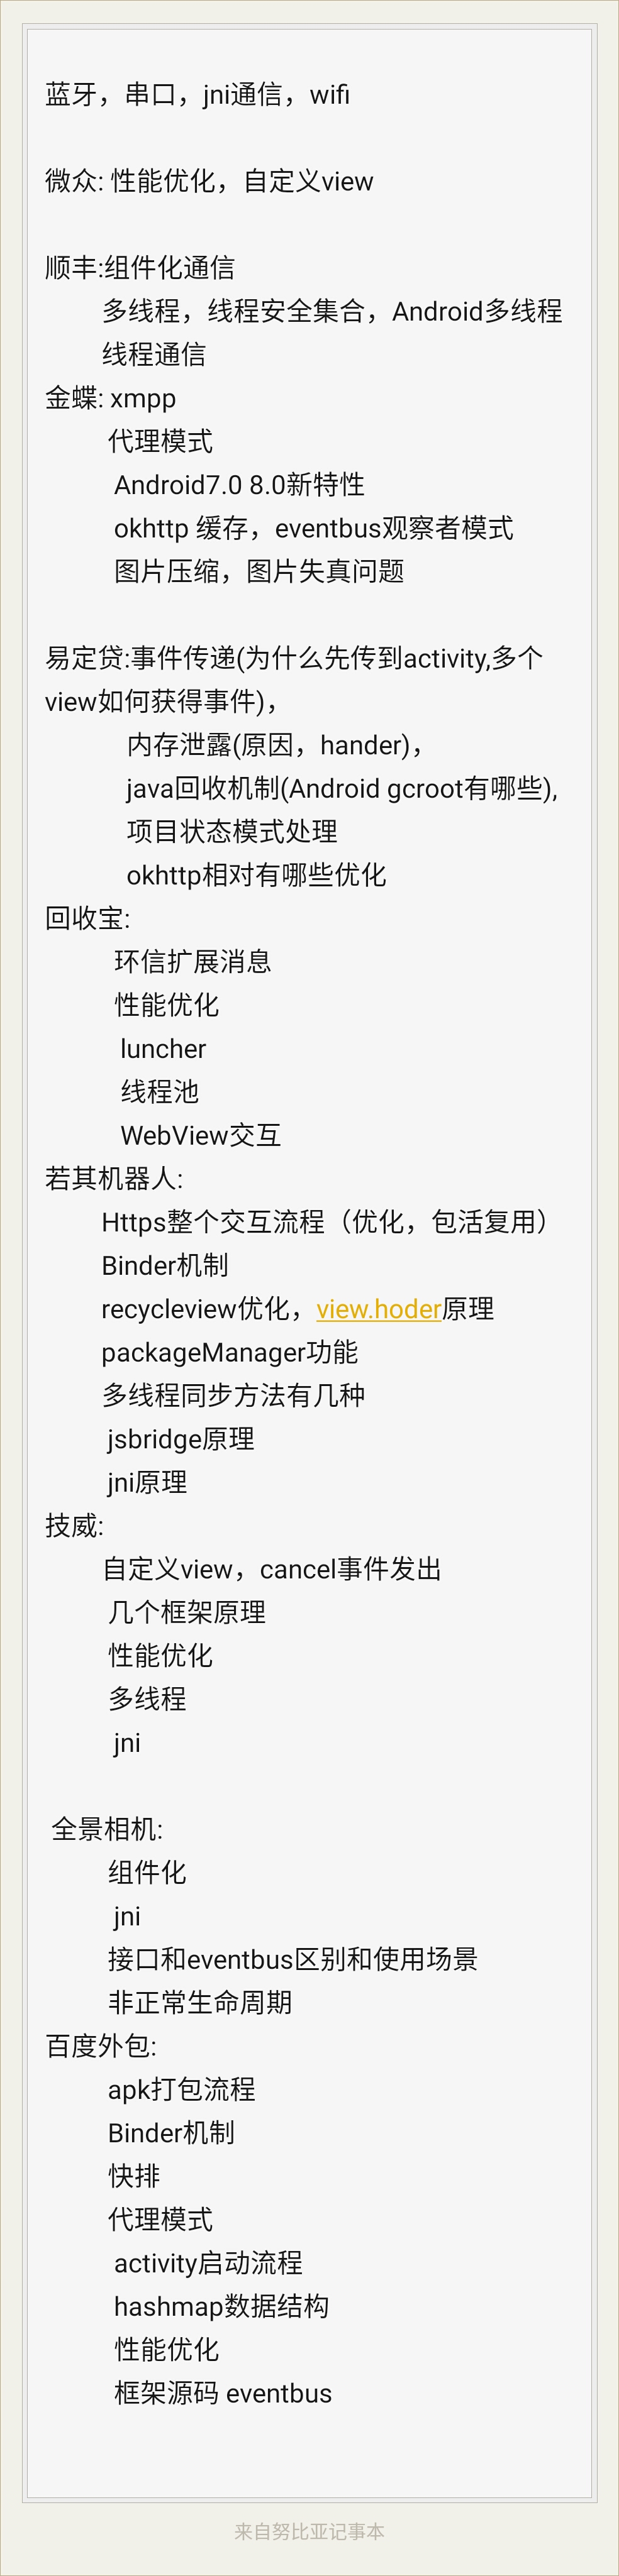 蓝牙，串口，jni通信，wifi
微众: 性能优化，自定义view
顺丰:组件化通信
多线程，线程安全集合，Android多线程
线程通信
金蝶: xmpp
代理模式
Android7.0 8.0新特性
okhttp 缓存，eventbus观察者模式
图片压缩，图片失真问题
易定贷:事件传递(为什么先传到activity,多个
view如何获得事件)，
内存泄露(原因，hander)，
java回收机制(Android gcroot有哪些),
项目状态模式处理
okhttp相对有哪些优化
回收宝:
环信扩展消息
性能优化
luncher
线程池
WebView交互
若其机器人:
Https整个交互流程（优化，包活复用）
Binder机制
recycleview优化，view.hoder原理
packageManager功能
多线程同步方法有几种
jsbridge原理
jni原理
技威:
自定义view，cancel事件发出
几个框架原理
性能优化
多线程
jni
全景相机:
组件化
jni
接口和eventbus区别和使用场景
非正常生命周期
百度外包:
apk打包流程
Binder机制
快排
代理模式
activity启动流程
hashmap数据结构
性能优化
框架源码 eventbus
来自努比亚记事本